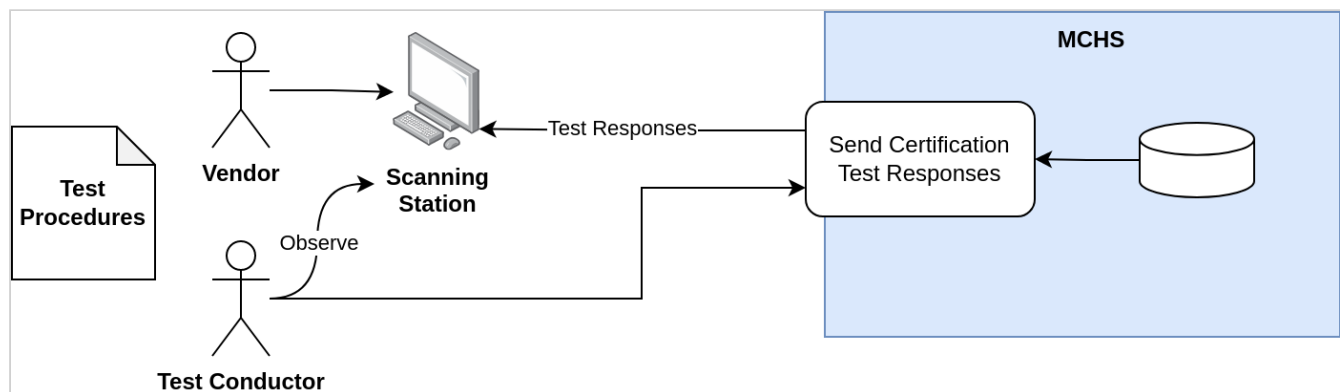 MCHS
Test Responses
Send Certification
Test Responses
Vendor
Scanning
Station
Test
Procedures
Observe
Test Conductor